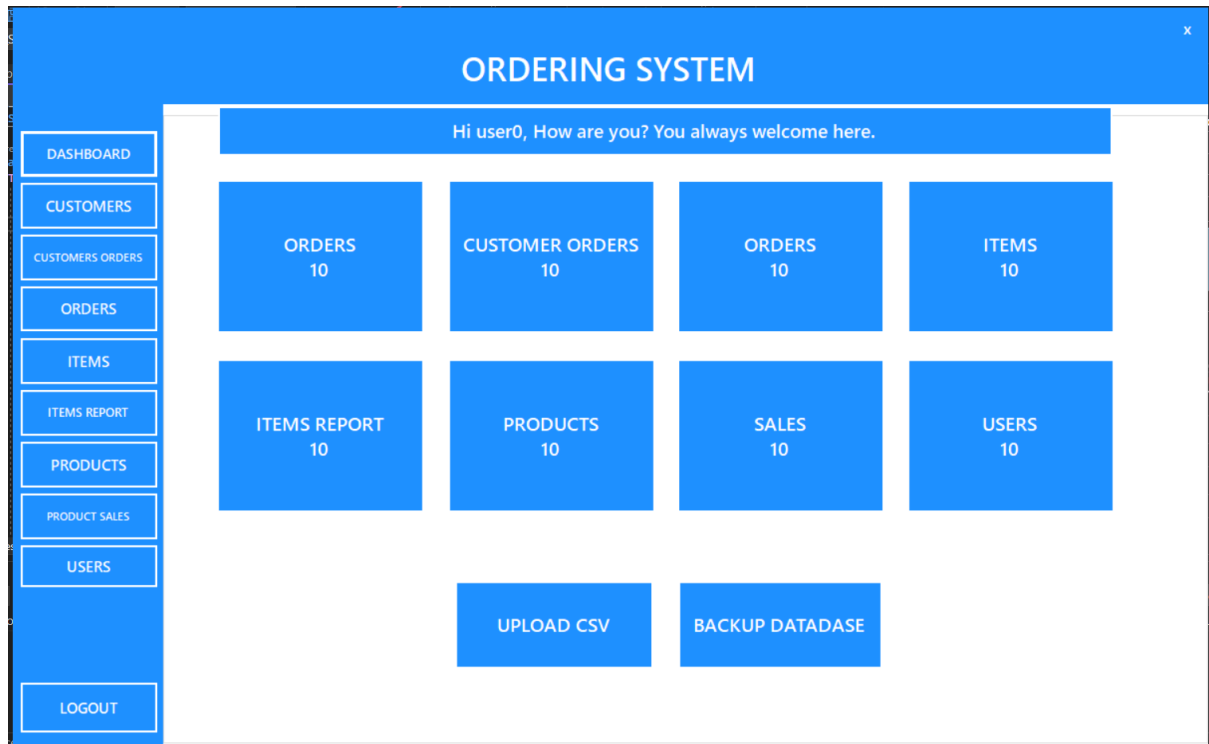 x
ORDERING SYSTEM
Hi user0, How are you? You always welcome here.
DASHBOARD
CUSTOMERS
CUSTOMERS ORDERS
ORDERS
ITEMS
ITEMS REPORT
PRODUCTS
PRODUCT SALES
USERS
LOGOUT
ORDERS
10
CUSTOMER ORDERS
10
ORDERS
10
ITEMS
10
ITEMS REPORT
10
PRODUCTS
10
SALES
10
USERS
10
UPLOAD CSV
BACKUP DATADASE